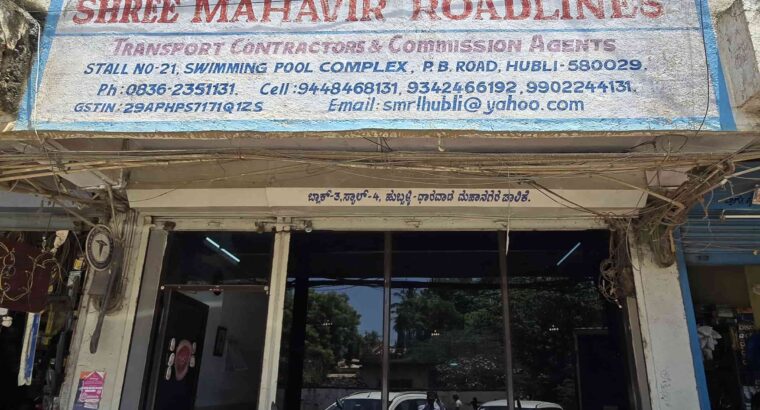 SHREE MAHAVIR ROADLINES
TRANSPORT CONTRACTORS & COMMISSION AGENTS
STALL NO-21, SWIMMING POOL COMPLEX, P.B. ROAD, HUBLI-580029.
Ph:0836-2351131. Cell:9448468131, 9342466192, 9902244131.
GSTIN:29APHPS7171Q1ZS Email:smrlhubli@yahoo.com
ಬ್ಲಾಕ್-3,ಸ್ಟಾಲ್-4, ಹುಬ್ಬಳ್ಳಿ-ಧಾರವಾಡ ಮಹಾನಗರ ಪಾಲಿಕೆ.